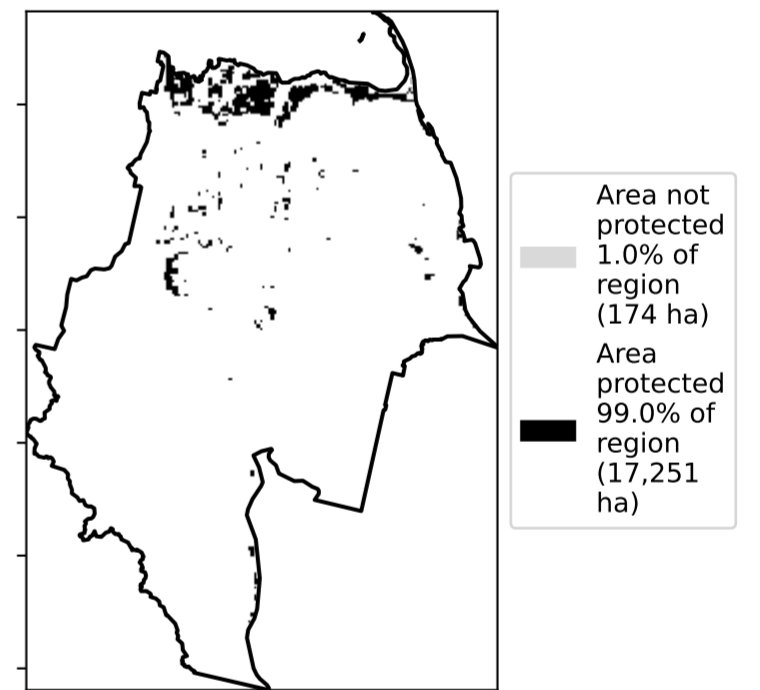 Area not
protected
1.0% of
region
(174 ha)
Area
protected
99.0% of
region
(17,251
ha)